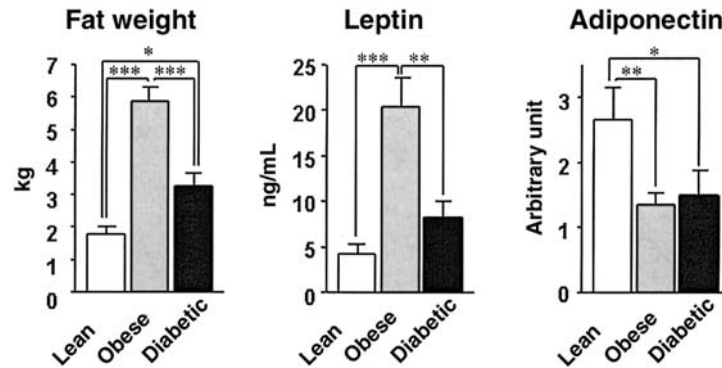 Fat weight
*
*** ***
7
6
5
4
3
2
1
0
kg
Lean
Obese
Diabetic
Leptin
*** **
25
20
15
10
5
0
ng/mL
Lean
Obese
Diabetic
Adiponectin
*
**
3
2
1
0
Arbitrary unit
Lean
Obese
Diabetic